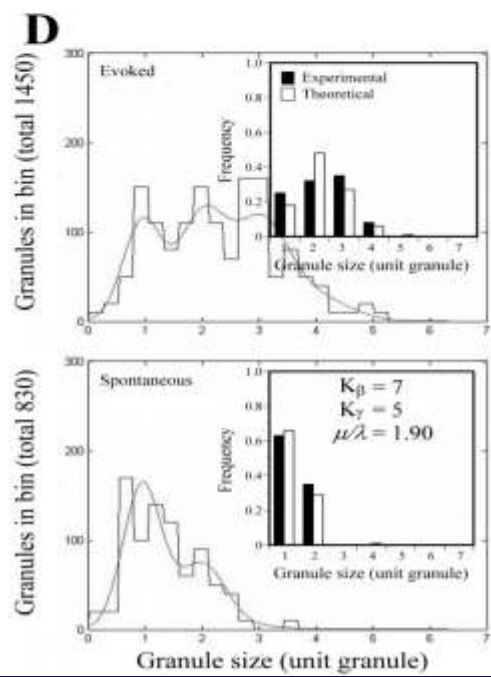 D
Granules in bin (total 1450)
300
200
100
0
Evoked
0 1 2 3 4 5 6 7
Frequency
1.0
0.8
0.6
0.4
0.2
0
Experimental
Theoretical
1 2 3 4 5 6 7
Granule size (unit granule)
Granules in bin (total 830)
300
200
100
0
Spontaneous
0 1 2 3 4 5 6 7
Frequency
1.0
0.8
0.6
0.4
0.2
0
Kβ = 7
Kγ = 5
μ/λ = 1.90
1 2 3 4 5 6 7
Granule size (unit granule)
Granule size (unit granule)